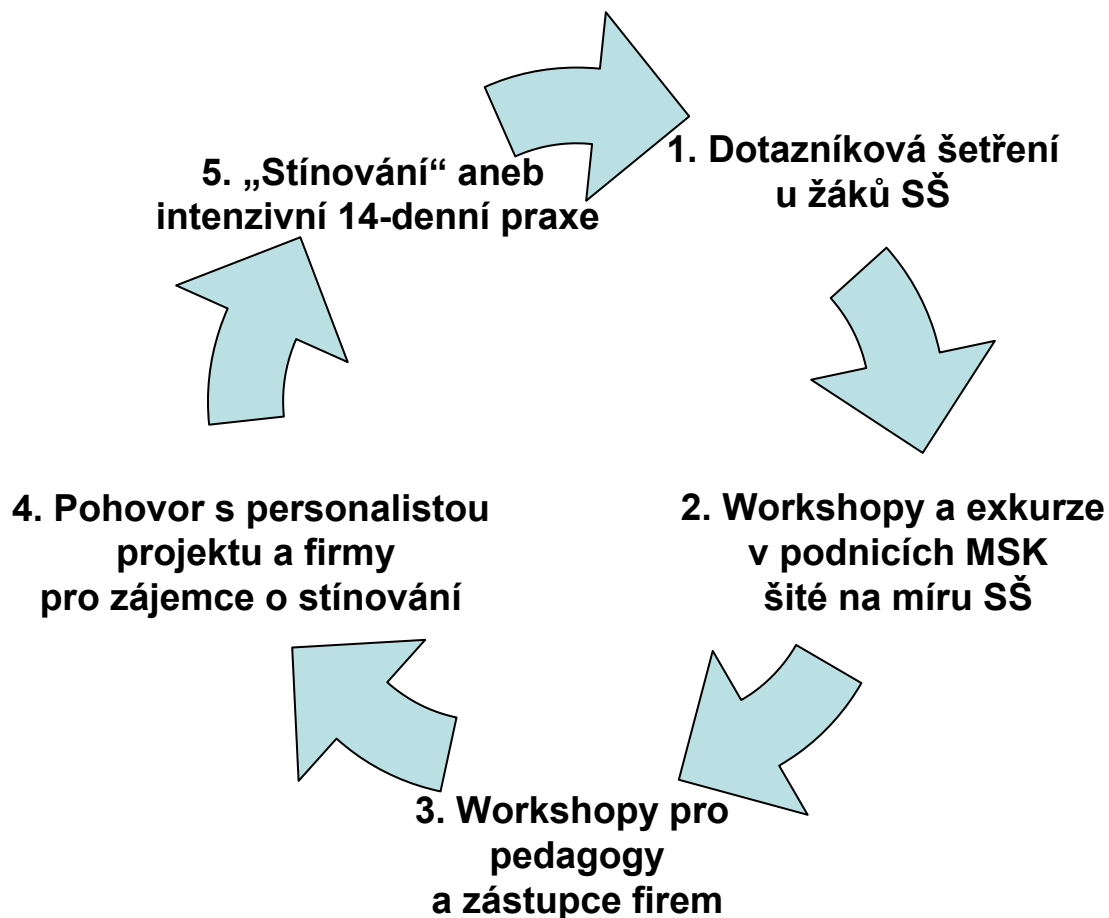 1. Dotazníková šetření
u žáků SŠ
2. Workshopy a exkurze
v podnicích MSK
šité na míru SŠ
3. Workshopy pro
pedagogy
a zástupce firem
4. Pohovor s personalistou
projektu a firmy
pro zájemce o stínování
5. „Stínování“ aneb
intenzivní 14-denní praxe